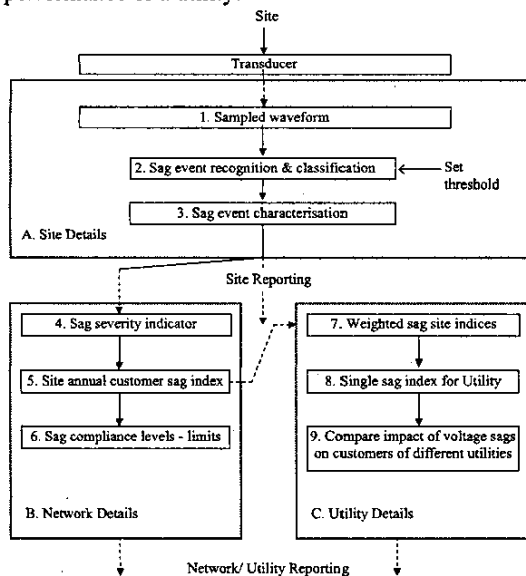 Site
Transducer
1. Sampled waveform
2. Sag event recognition & classification
Set
threshold
3. Sag event characterisation
A. Site Details
Site Reporting
4. Sag severity indicator
5. Site annual customer sag index
6. Sag compliance levels - limits
B. Network Details
7. Weighted sag site indices
8. Single sag index for Utility
9. Compare impact of voltage sags
on customers of different utilities
C. Utility Details
Network/ Utility Reporting